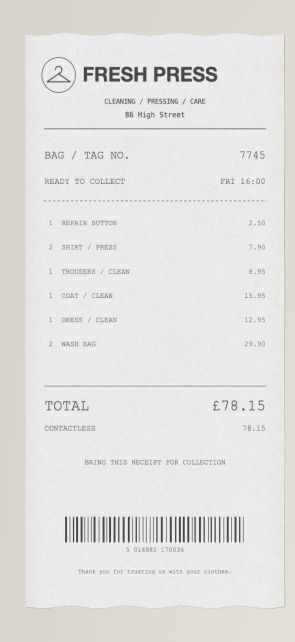 FRESH PRESS
CLEANING / PRESSING / CARE
86 High Street
BAG / TAG NO. 7745
READY TO COLLECT FRI 16:00
1 REPAIR BUTTON 2.50
2 SHIRT / PRESS 7.90
1 TROUSERS / CLEAN 8.95
1 COAT / CLEAN 15.95
1 DRESS / CLEAN 12.95
2 WASH BAG 29.90
TOTAL £78.15
CONTACTLESS 78.15
BRING THIS RECEIPT FOR COLLECTION
5 014982 170034
Thank you for trusting us with your clothes.